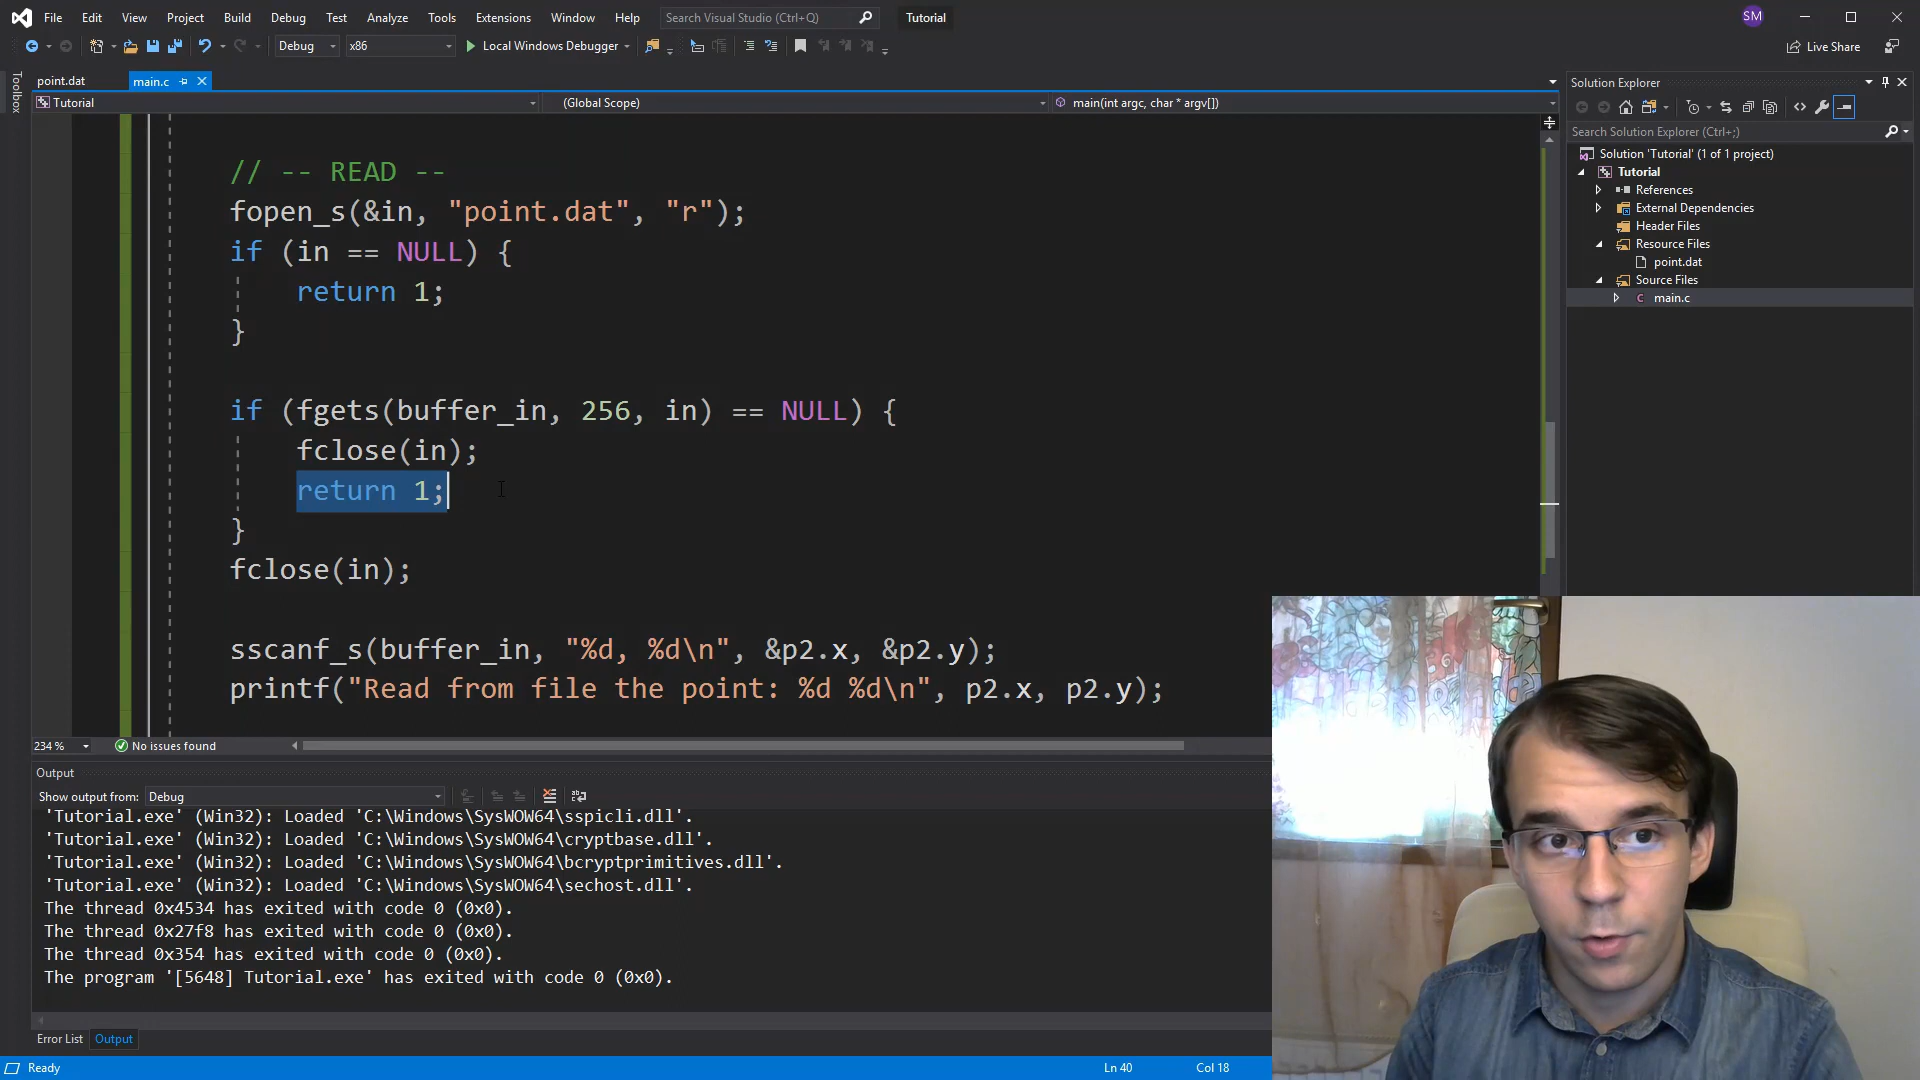 File Edit View Project Build Debug Test Analyze Tools Extensions Window Help Search Visual Studio (Ctrl+Q) Tutorial SM
Debug x86 Local Windows Debugger Live Share
Toolbox
point.dat main.c
Tutorial (Global Scope) main(int argc, char * argv[])
// -- READ --
fopen_s(&in, "point.dat", "r");
if (in == NULL) {
return 1;
}
if (fgets(buffer_in, 256, in) == NULL) {
fclose(in);
return 1;
}
fclose(in);
sscanf_s(buffer_in, "%d, %d\n", &p2.x, &p2.y);
printf("Read from file the point: %d %d\n", p2.x, p2.y);
234 % No issues found
Output
Show output from: Debug
'Tutorial.exe' (Win32): Loaded 'C:\Windows\SysWOW64\sspicli.dll'.
'Tutorial.exe' (Win32): Loaded 'C:\Windows\SysWOW64\cryptbase.dll'.
'Tutorial.exe' (Win32): Loaded 'C:\Windows\SysWOW64\bcryptprimitives.dll'.
'Tutorial.exe' (Win32): Loaded 'C:\Windows\SysWOW64\sechost.dll'.
The thread 0x4534 has exited with code 0 (0x0).
The thread 0x27f8 has exited with code 0 (0x0).
The thread 0x354 has exited with code 0 (0x0).
The program '[5648] Tutorial.exe' has exited with code 0 (0x0).
Error List Output
Ready Ln 40 Col 18
Solution Explorer
Search Solution Explorer (Ctrl+;)
Solution 'Tutorial' (1 of 1 project)
Tutorial
References
External Dependencies
Header Files
Resource Files
point.dat
Source Files
main.c